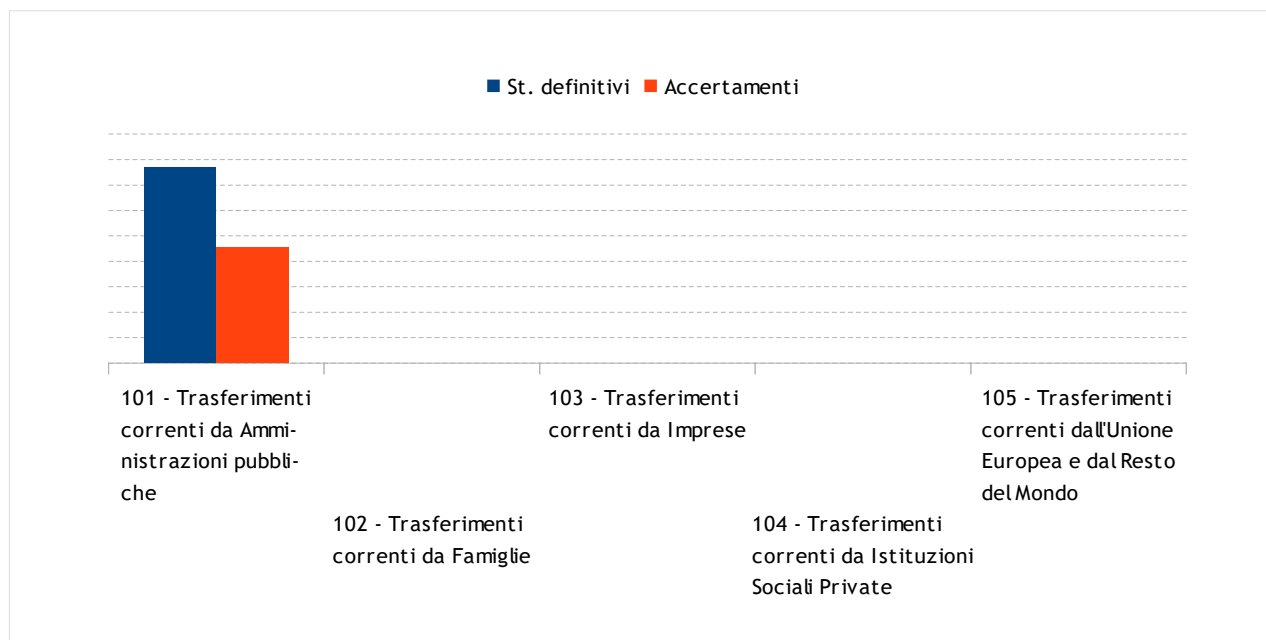 St. definitivi Accertamenti
101 - Trasferimenti
correnti da Ammi-
nistrazioni pubbli-
che
102 - Trasferimenti
correnti da Famiglie
103 - Trasferimenti
correnti da Imprese
104 - Trasferimenti
correnti da Istituzioni
Sociali Private
105 - Trasferimenti
correnti dall'Unione
Europea e dal Resto
del Mondo